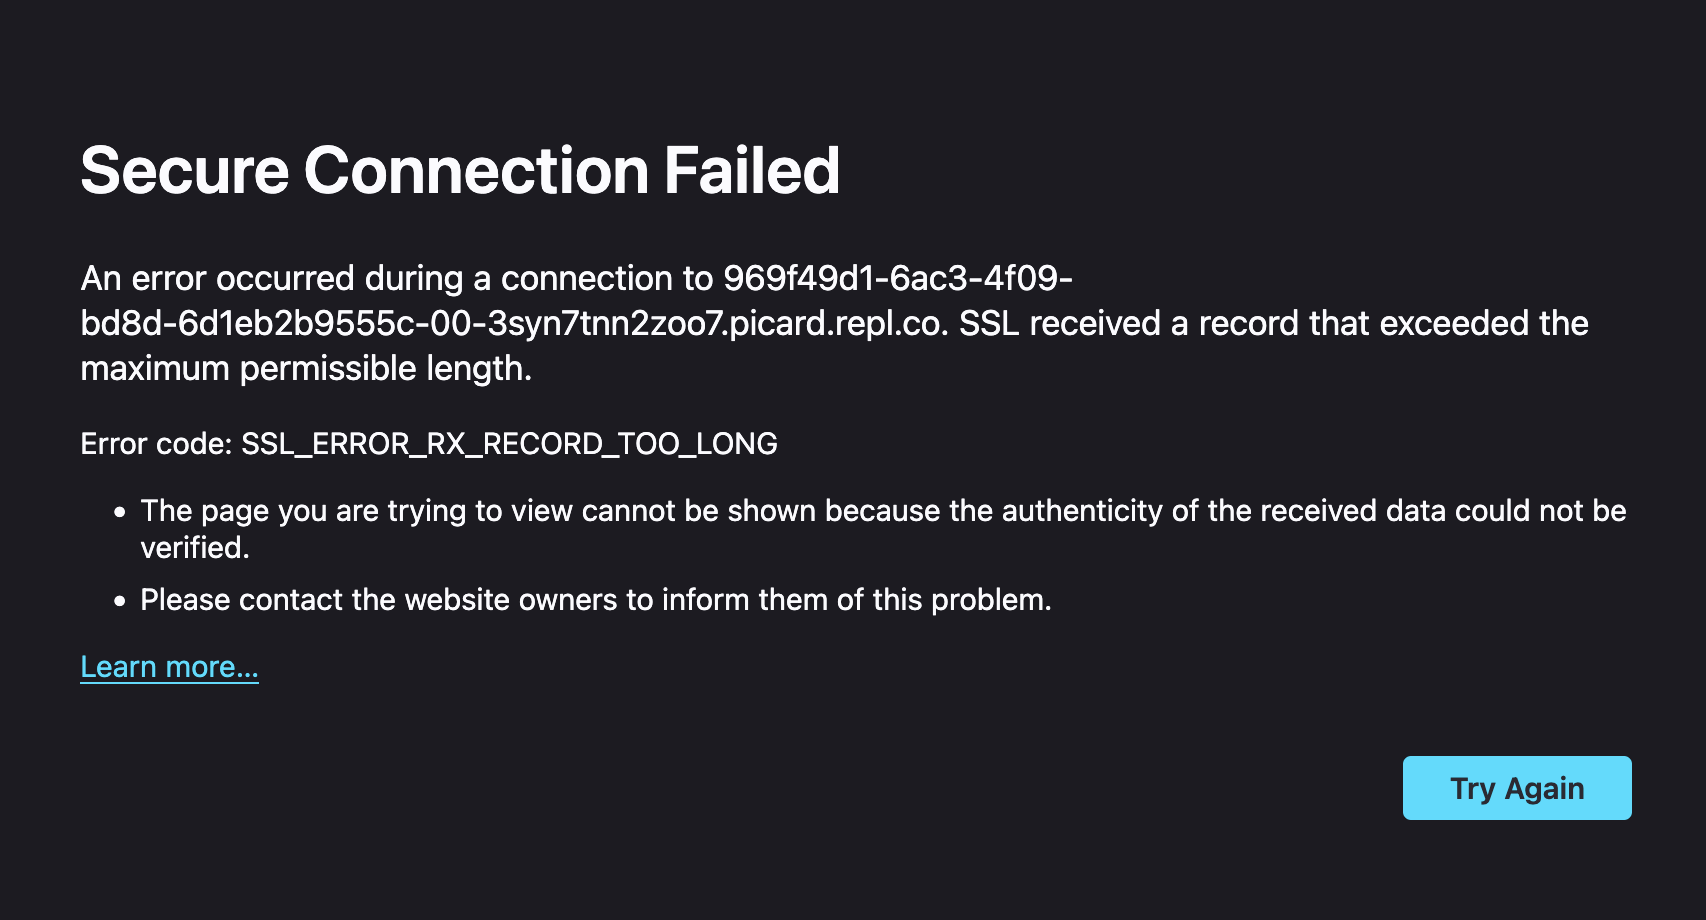 Secure Connection Failed
An error occurred during a connection to 969f49d1-6ac3-4f09-
bd8d-6d1eb2b9555c-00-3syn7tnn2zoo7.picard.repl.co. SSL received a record that exceeded the
maximum permissible length.
Error code: SSL_ERROR_RX_RECORD_TOO_LONG
• The page you are trying to view cannot be shown because the authenticity of the received data could not be
verified.
• Please contact the website owners to inform them of this problem.
Learn more…
Try Again